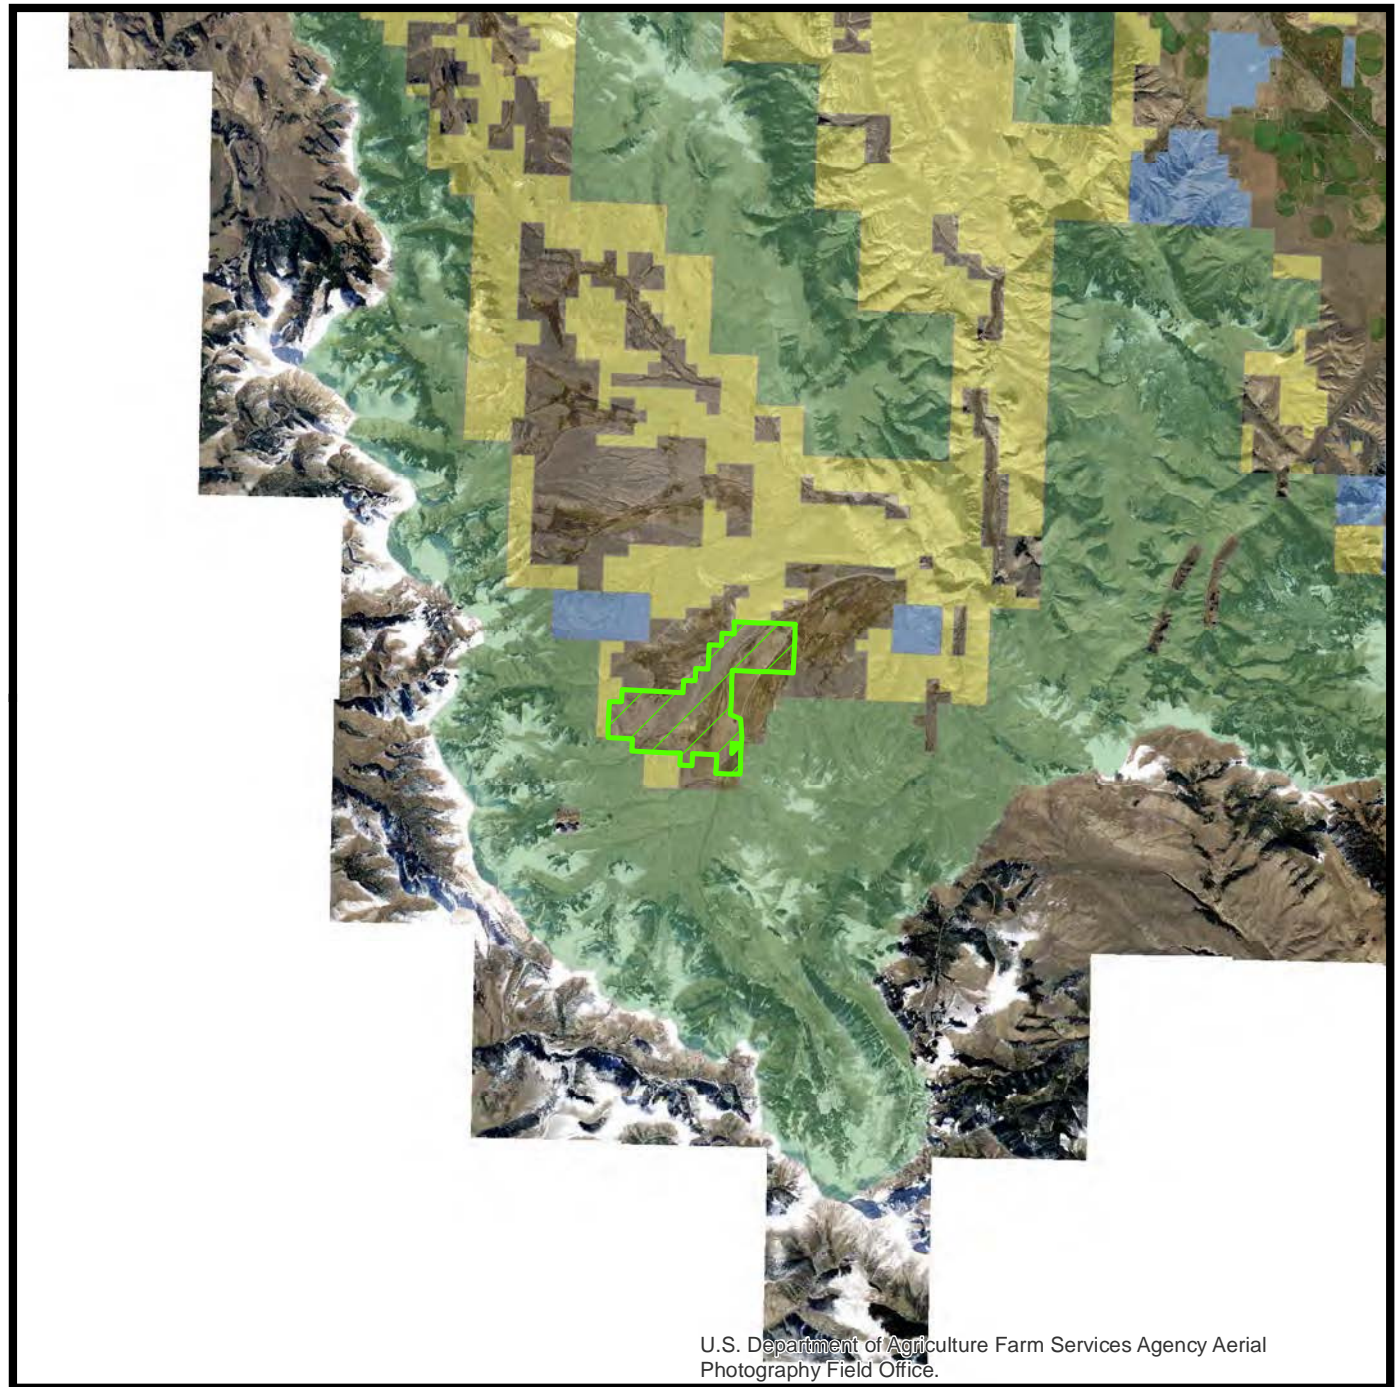 U.S. Department of Agriculture Farm Services Agency Aerial
Photography Field Office.